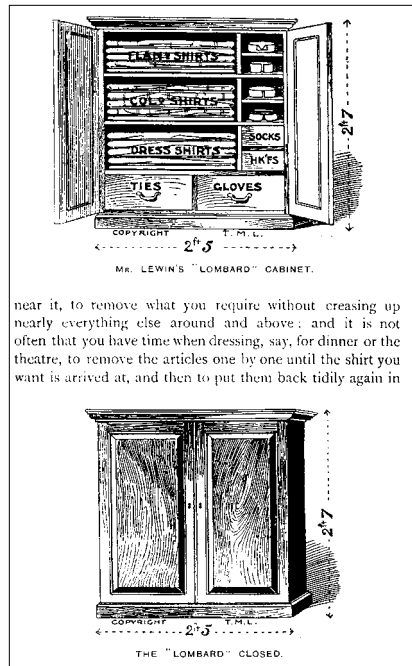 FLANL SHIRTS
COLD SHIRTS
DRESS SHIRTS
SOCKS
HK'FS
TIES
GLOVES
2ft 7
COPYRIGHT T. M. L.
2ft 5
MR. LEWIN'S "LOMBARD" CABINET.
near it, to remove what you require without creasing up
nearly everything else around and above; and it is not
often that you have time when dressing, say, for dinner or the
theatre, to remove the articles one by one until the shirt you
want is arrived at, and then to put them back tidily again in
2ft 7
COPYRIGHT T.M.L.
2ft 5
THE "LOMBARD" CLOSED.